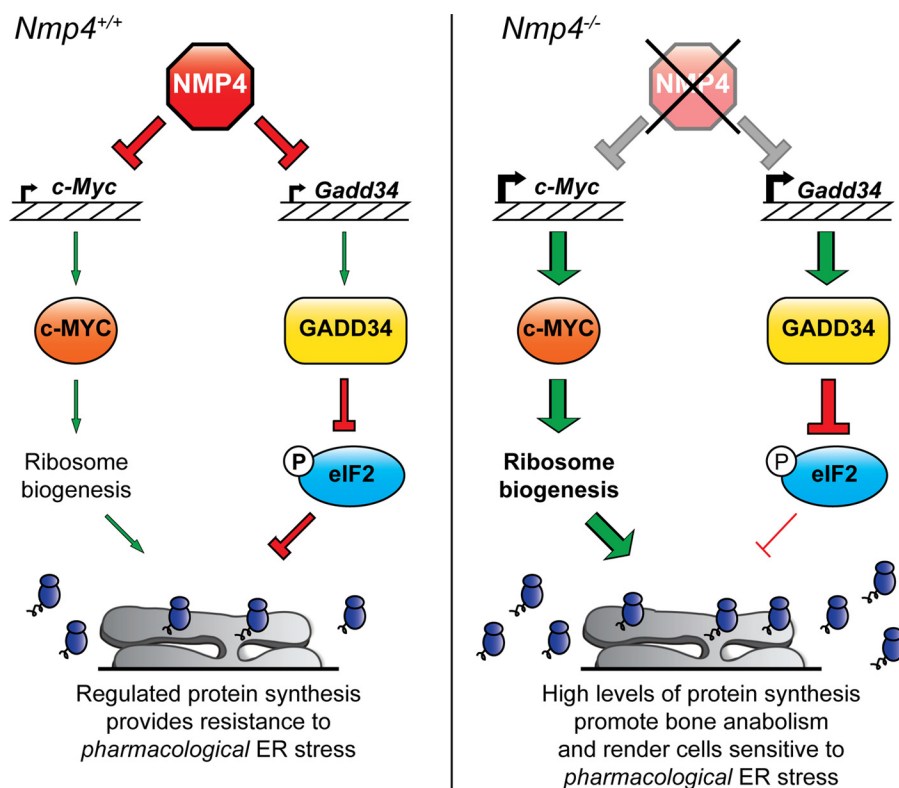 Nmp4+/+
NMP4
c-Myc
Gadd34
c-MYC
GADD34
Ribosome
biogenesis
P
eIF2
Regulated protein synthesis
provides resistance to
pharmacological ER stress
Nmp4-/-
NMP4
c-Myc
Gadd34
c-MYC
GADD34
Ribosome
biogenesis
P
eIF2
High levels of protein synthesis
promote bone anabolism
and render cells sensitive to
pharmacological ER stress